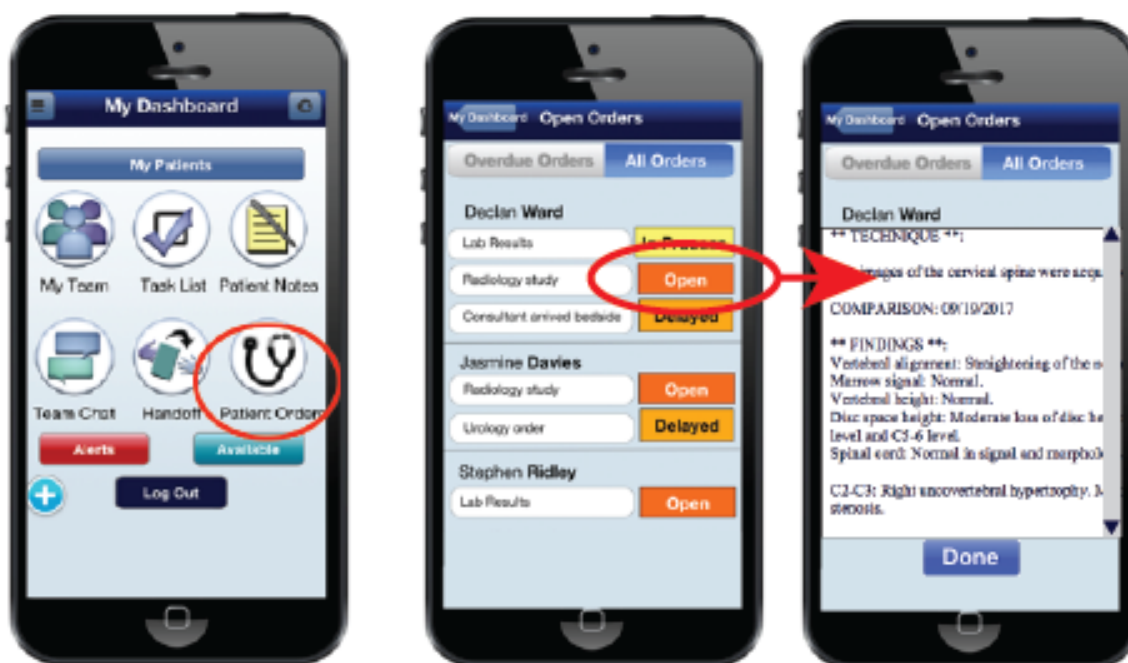 My Dashboard
My Patients
My Team Task List Patient Notes
Team Chat Handoff Patient Orders
Alerts Available
Log Out
My Dashboard Open Orders
Overdue Orders All Orders
Declan Ward
Lab Results In Process
Radiology study Open
Consultant arrived bedside Delayed
Jasmine Davies
Radiology study Open
Urology order Delayed
Stephen Ridley
Lab Results Open
My Dashboard Open Orders
Overdue Orders All Orders
Declan Ward
** TECHNIQUE **:
images of the cervical spine were acqu
COMPARISON: 09/19/2017
** FINDINGS **:
Vertebral alignment: Straightening of the
Marrow signal: Normal.
Vertebral height: Normal.
Disc space height: Moderate loss of disc he
level and C5-6 level.
Spinal cord: Normal in signal and morphol
C2-C3: Right uncovertebral hypertrophy. M
stenosis.
Done